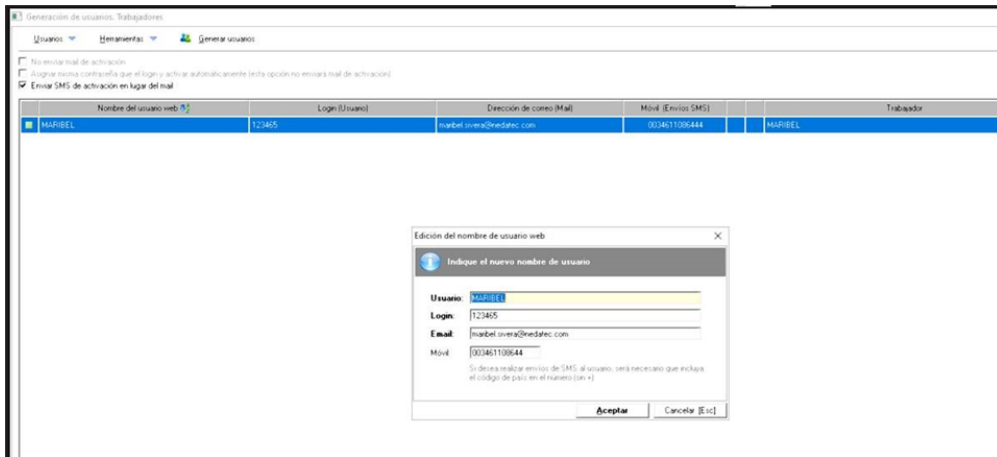 Generación de usuarios. Trabajadores
Usuarios Herramientas Generar usuarios
No enviar mail de activación
Asignar misma contraseña que el login y activar automáticamente (esta opción no enviará mail de activación)
Enviar SMS de activación en lugar del mail
Nombre del usuario web Login (Usuario) Dirección de correo (Mail) Móvil (Envíos SMS) Trabajador
MARIBEL 123465 maribel.sivera@nedatec.com 0034611086444 MARIBEL
Edición del nombre de usuario web
Indique el nuevo nombre de usuario
Usuario: MARIBEL
Login: 123465
Email: maribel.sivera@nedatec.com
Móvil 003461108644
Si desea realizar envíos de SMS al usuario, será necesario que incluya
el código de país en el número (sin +)
Aceptar Cancelar [Esc]